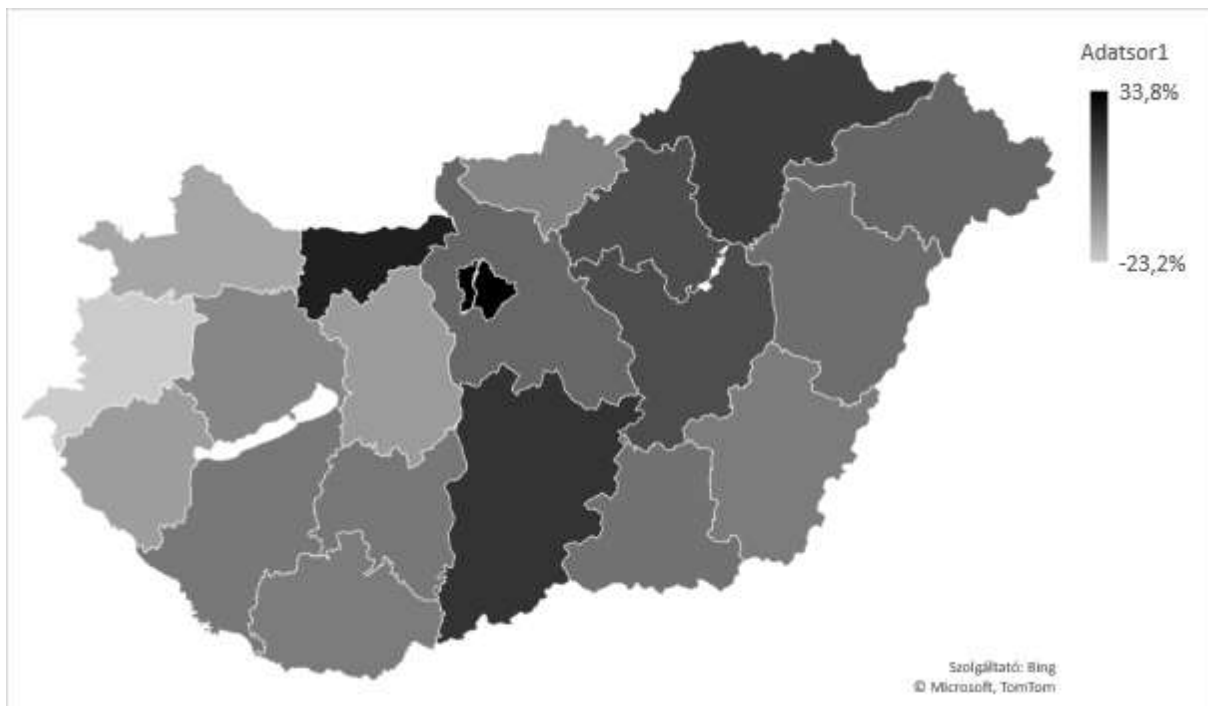 Adatsor1
33,8%
-23,2%
Szolgáltató: Bing
© Microsoft, TomTom